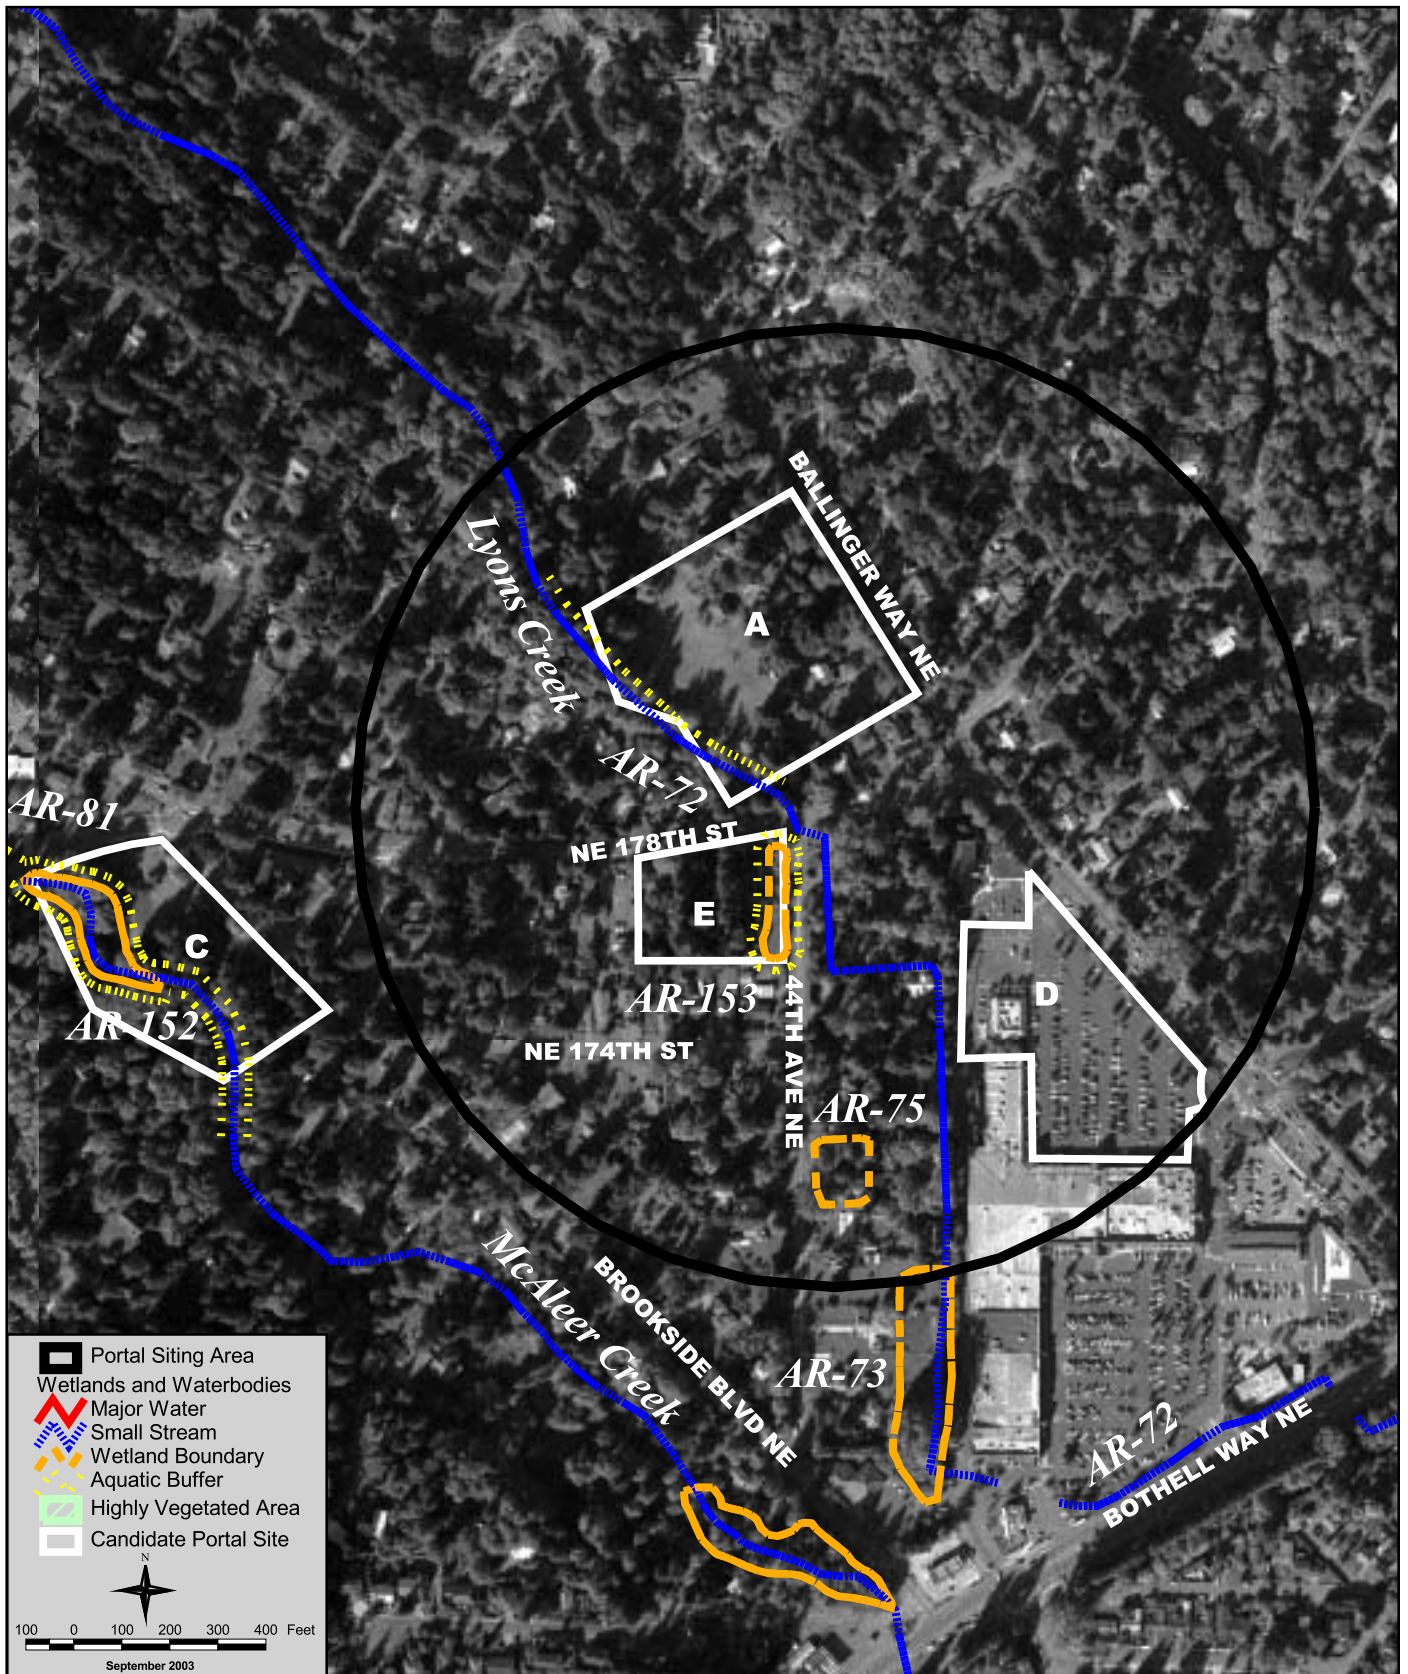 BALLINGER WAY NE
Lyons Creek
A
AR-72
AR-81
NE 178TH ST
E
C
D
AR-153
AR-152
44TH AVE NE
NE 174TH ST
AR-75
McAleer Creek
BROOKSIDE BLVD NE
AR-73
AR-72
BOTHELL WAY NE
Portal Siting Area
Wetlands and Waterbodies
Major Water
Small Stream
Wetland Boundary
Aquatic Buffer
Highly Vegetated Area
Candidate Portal Site
N
100 0 100 200 300 400 Feet
September 2003